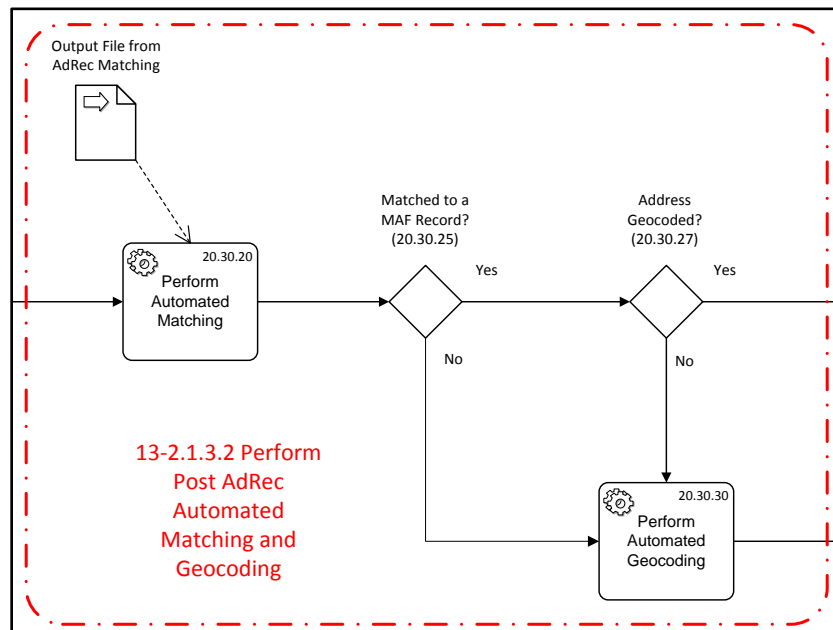 Output File from
AdRec Matching
Matched to a
MAF Record?
(20.30.25)
Address
Geocoded?
(20.30.27)
20.30.20
Perform
Automated
Matching
Yes
Yes
No
No
13-2.1.3.2 Perform
Post AdRec
Automated
Matching and
Geocoding
20.30.30
Perform
Automated
Geocoding